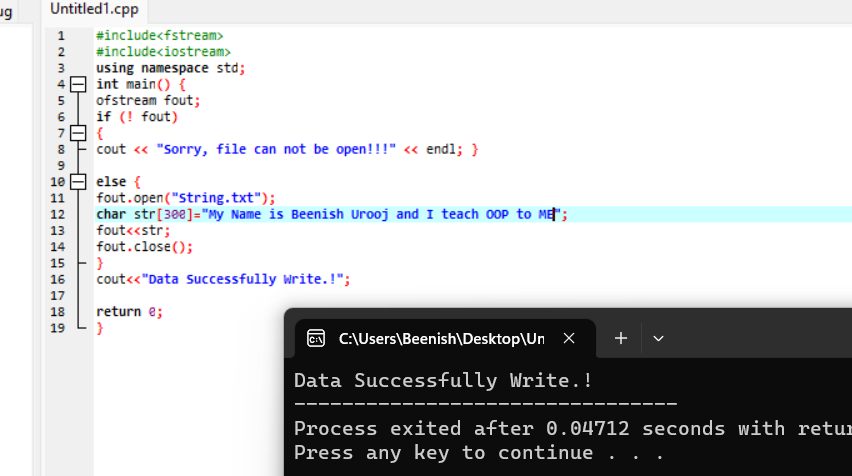 ug
Untitled1.cpp
1 #include<fstream>
2 #include<iostream>
3 using namespace std;
4 int main() {
5 ofstream fout;
6 if (! fout)
7 {
8 cout << "Sorry, file can not be open!!!" << endl; }
9
10 else {
11 fout.open("String.txt");
12 char str[300]="My Name is Beenish Urooj and I teach OOP to ME";
13 fout<<str;
14 fout.close();
15 }
16 cout<<"Data Successfully Write.!";
17
18 return 0;
19 }
C:\Users\Beenish\Desktop\Un
Data Successfully Write.!
--------------------------------
Process exited after 0.04712 seconds with retur
Press any key to continue . . .